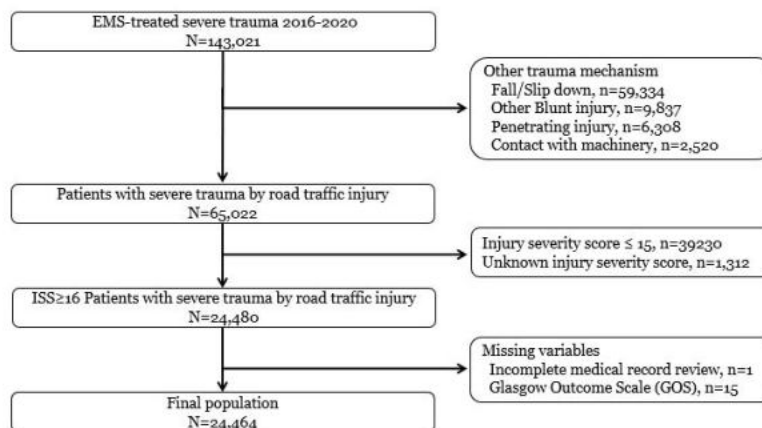 EMS-treated severe trauma 2016-2020
N=143,021
Other trauma mechanism
Fall/Slip down, n=59,334
Other Blunt injury, n=9,837
Penetrating injury, n=6,308
Contact with machinery, n=2,520
Patients with severe trauma by road traffic injury
N=65,022
Injury severity score ≤ 15, n=39230
Unknown injury severity score, n=1,312
ISS≥16 Patients with severe trauma by road traffic injury
N=24,480
Missing variables
Incomplete medical record review, n=1
Glasgow Outcome Scale (GOS), n=15
Final population
N=24,464